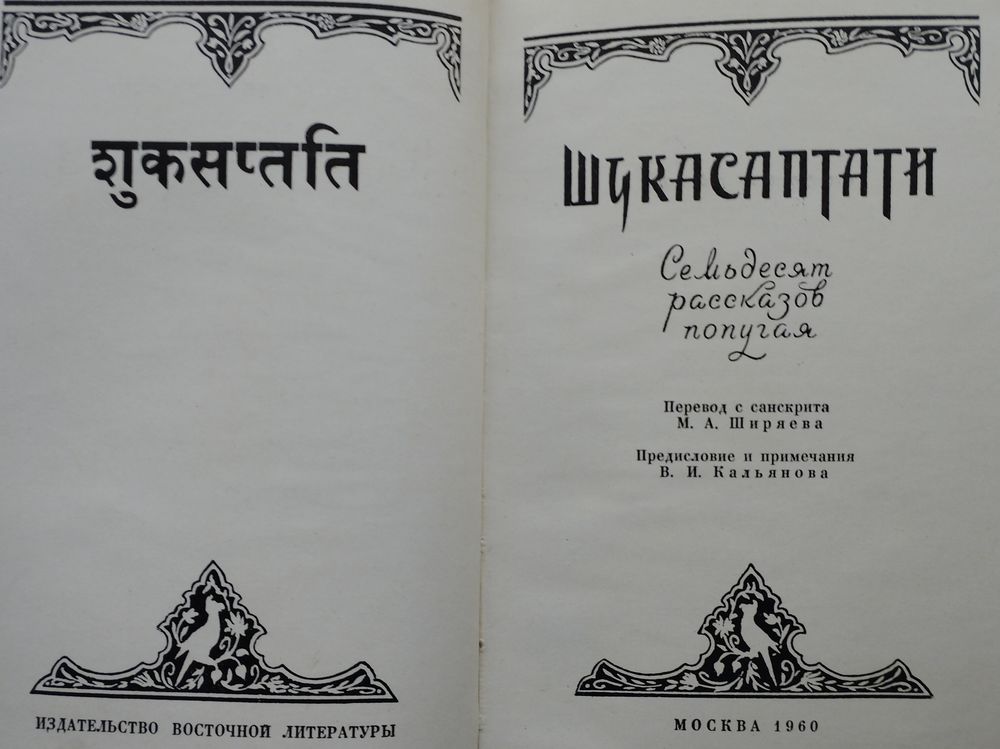 शुकसप्तति
ИЗДАТЕЛЬСТВО ВОСТОЧНОЙ ЛИТЕРАТУРЫ
ШУКАСАПТАТИ
Семьдесят
рассказов
попугая
Перевод с санскрита
М. А. Ширяева
Предисловие и примечания
В. И. Кальянова
МОСКВА 1960